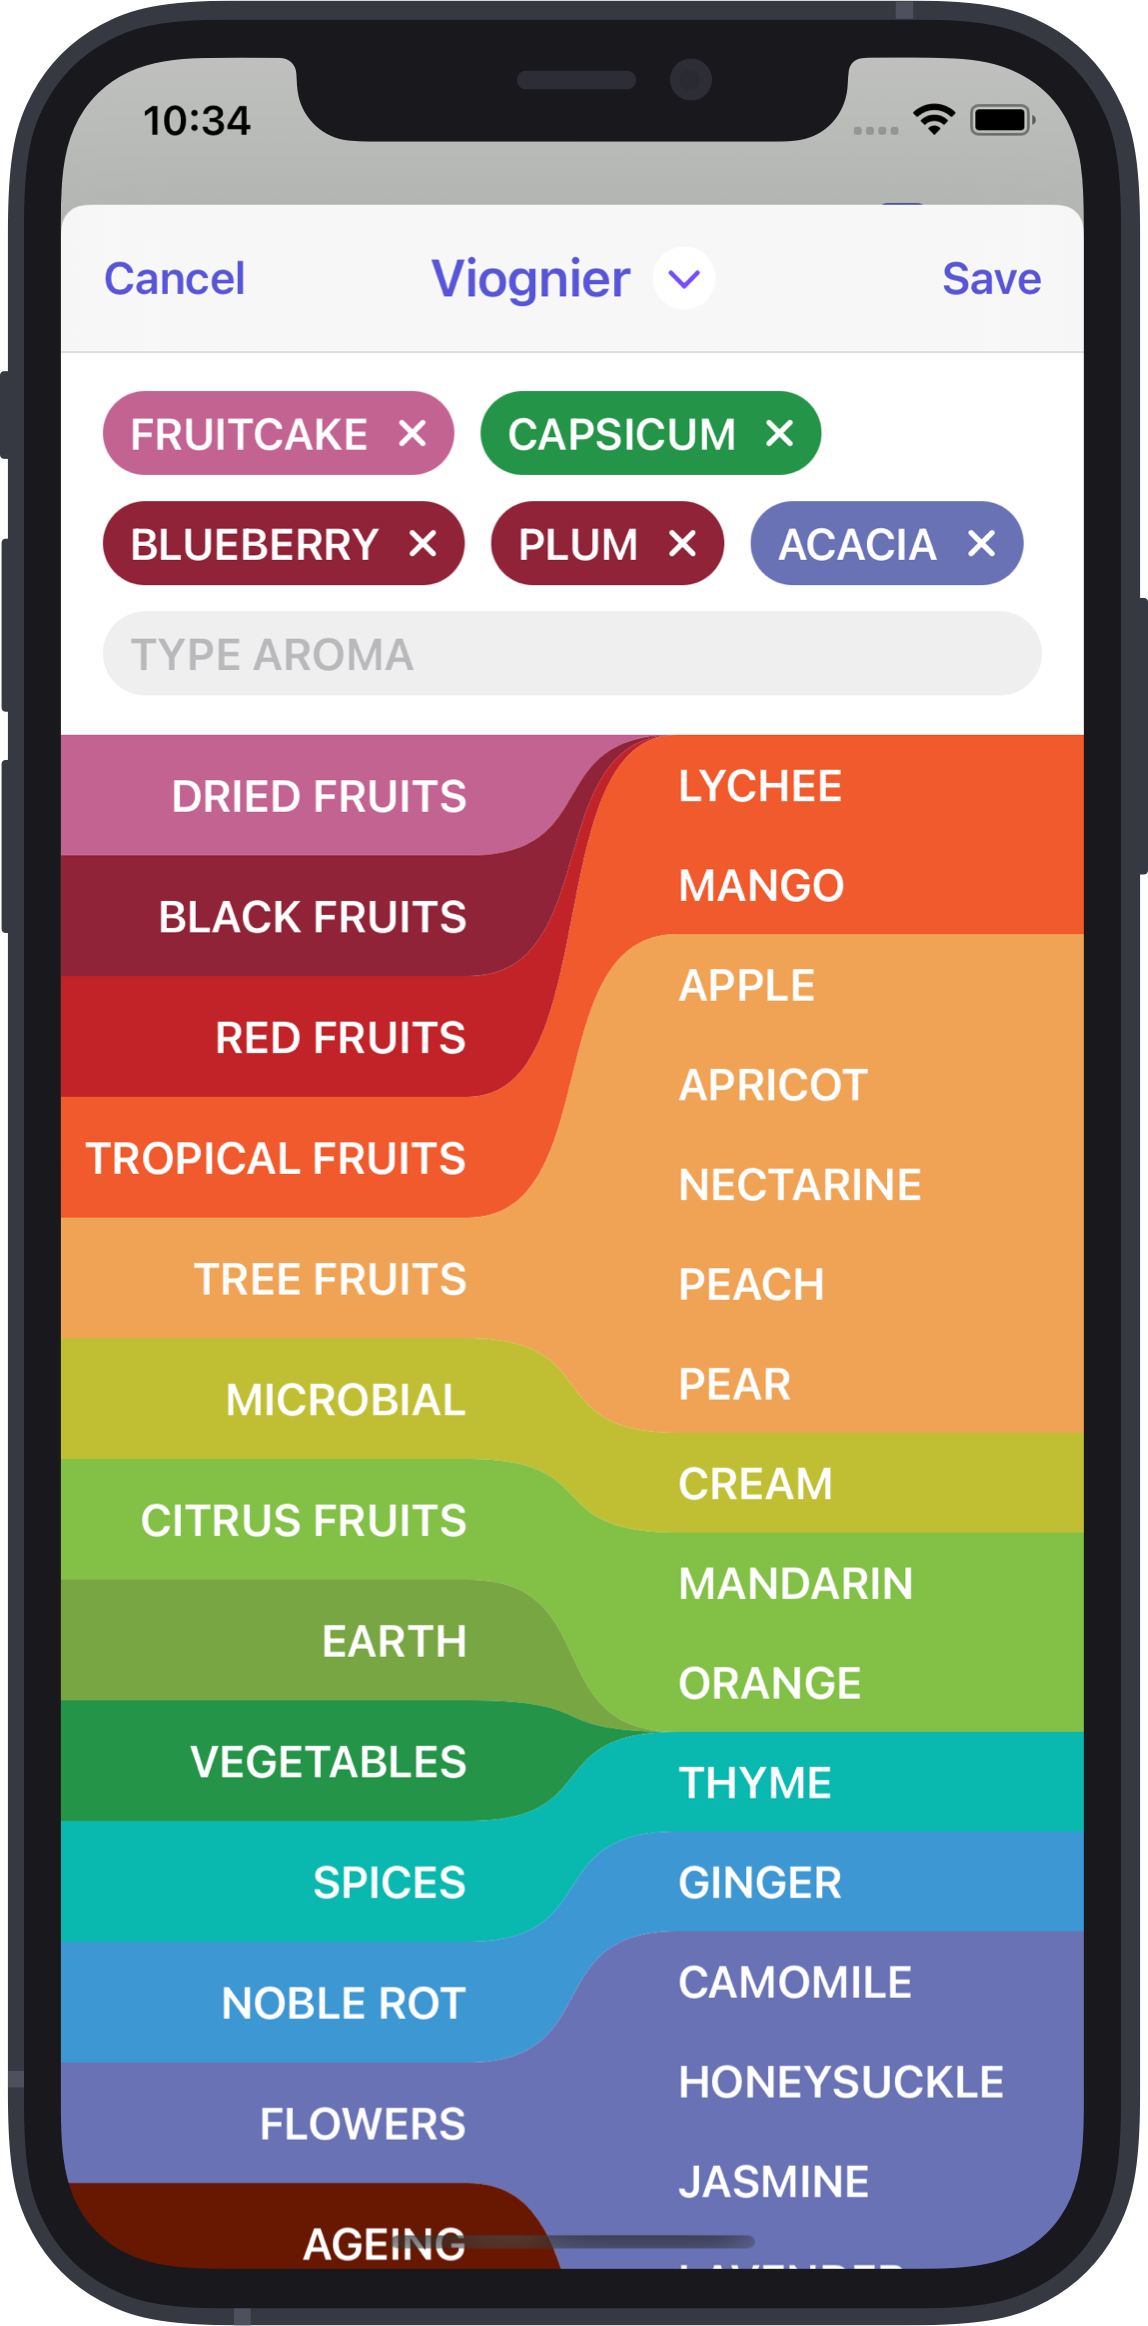 10:34
Cancel Viognier Save
FRUITCAKE CAPSICUM
BLUEBERRY PLUM ACACIA
TYPE AROMA
DRIED FRUITS
BLACK FRUITS
RED FRUITS
TROPICAL FRUITS
TREE FRUITS
MICROBIAL
CITRUS FRUITS
EARTH
VEGETABLES
SPICES
NOBLE ROT
FLOWERS
AGEING
LYCHEE
MANGO
APPLE
APRICOT
NECTARINE
PEACH
PEAR
CREAM
MANDARIN
ORANGE
THYME
GINGER
CAMOMILE
HONEYSUCKLE
JASMINE